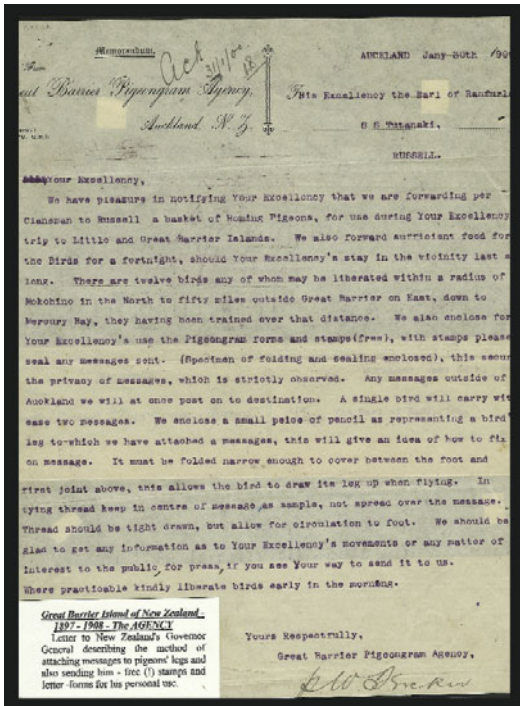 Memorandum.
From
Ack
31/1/00
eat Barrier Pigeongram Agency,
Auckland N. Z.
AUCKLAND Jany 30th 190
His Excellency the Earl of Ranfurl
S S Tutanaki,
RUSSELL.
Your Excellency,
We have pleasure in notifying Your Excellency that we are forwarding per
Clansman to Russell a basket of Homing Pigeons, for use during Your Excellency
trip to Little and Great Barrier Islands. We also forward sufficient food for
the Birds for a fortnight, should Your Excellency's stay in the vicinity last a
long. There are twelve birds any of whom may be liberated within a radius of
Mokohino in the North to fifty miles outside Great Barrier on East, down to
Mercury Bay, they having been trained over that distance. We also enclose for
Your Excellency's use the Pigeongram forms and stamps(free), with stamps please
seal any messages sent. (Specimen of folding and sealing enclosed), this secur
the privacy of messages, which is strictly observed. Any messages outside of
Auckland we will at once post on to destination. A single bird will carry wit
ease two messages. We enclose a small peice of pencil as representing a bird'
leg to-which we have attached a messages, this will give an idea of how to fix
on message. It must be folded narrow enough to cover between the foot and
first joint above, this allows the bird to draw its leg up when flying. In
tying thread keep in centre of message, as sample, not spread over the message.
Thread should be tight drawn, but allow for circulation to foot. We should be
glad to get any information as to Your Excellency's movements or any matter of
interest to the public, for press, if you see Your way to send it to us.
Where practicable kindly liberate birds early in the morning.
Yours Respectfully,
Great Barrier Pigeongram Agency,
Great Barrier Island of New Zealand -
1897 - 1908 - The AGENCY
Letter to New Zealand's Governor
General describing the method of
attaching messages to pigeons' legs and
also sending him - free (!) stamps and
letter -forms for his personal use.